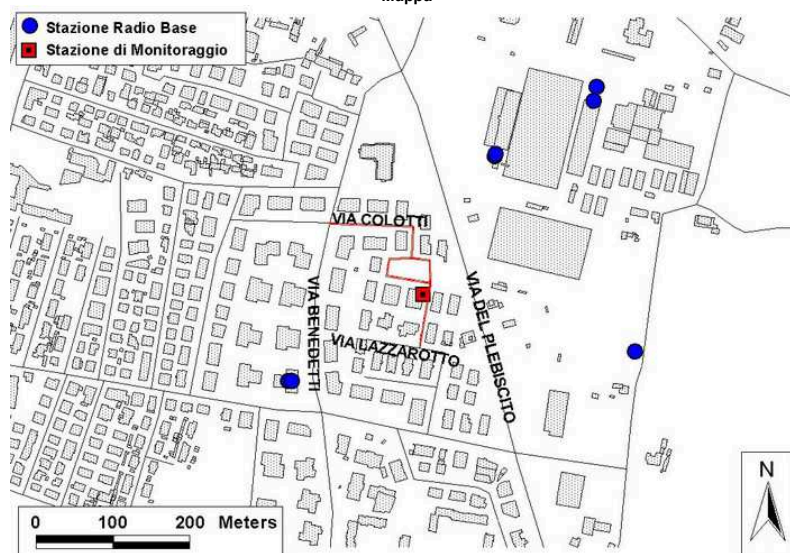 Mappa
Stazione Radio Base
Stazione di Monitoraggio
VIA COLOTTI
VIA BENEDETTI
VIA LAZZAROTTO
VIA DEL PLEBISCITO
0 100 200 Meters
N